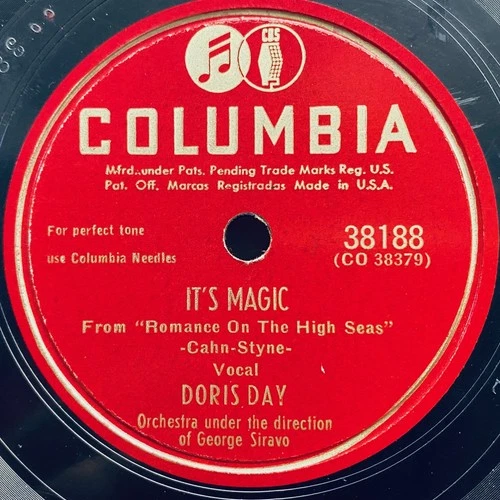 CBS
COLUMBIA
Mfrd..under Pats. Pending Trade Marks Reg. U.S.
Pat. Off. Marcas Registradas Made in U.S.A.
For perfect tone
use Columbia Needles
38188
(CO 38379)
IT'S MAGIC
From "Romance On The High Seas"
-Cahn-Styne-
Vocal
DORIS DAY
Orchestra under the direction
of George Siravo